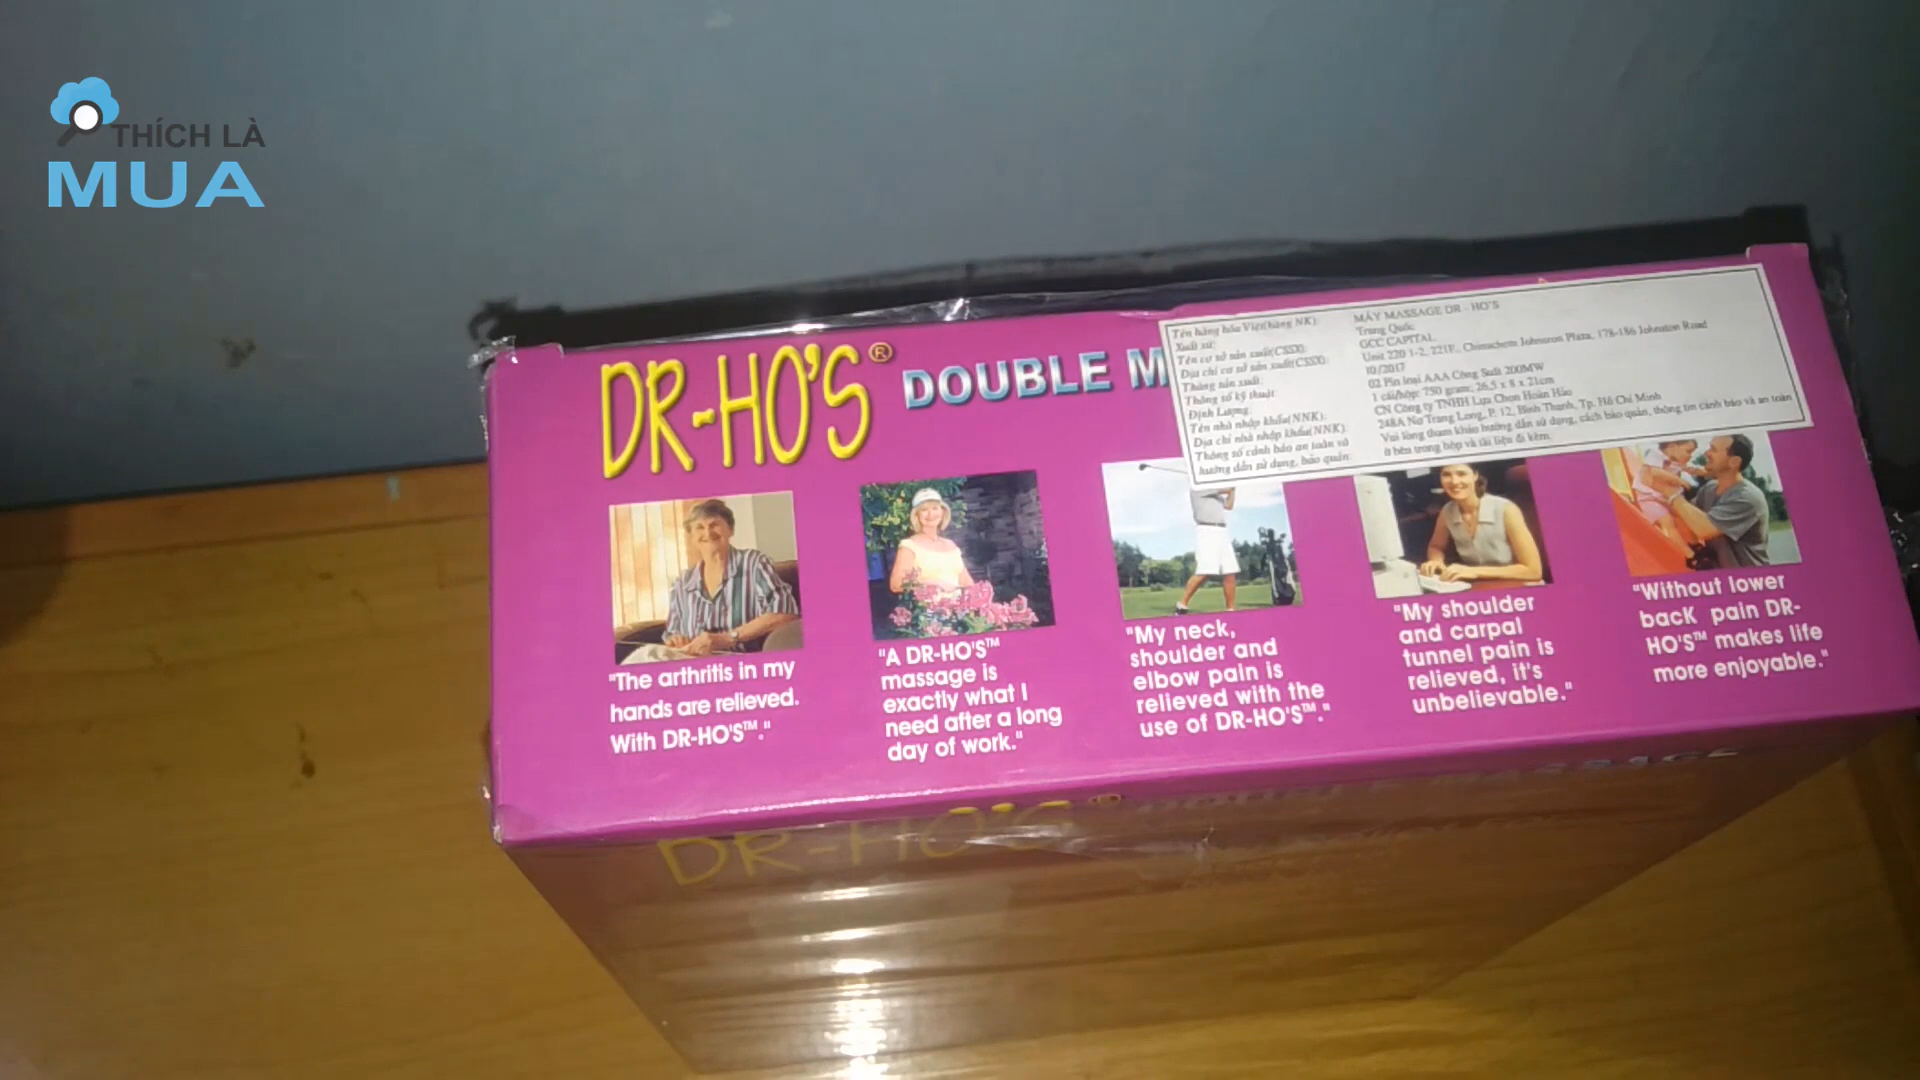 THÍCH LÀ
MUA
DR-HO'S®
DOUBLE M
Tên hàng hóa Việt(hàng NK): MÁY MASSAGE DR - HO'S
Xuất xứ: Trung Quốc
Tên cơ sở sản xuất(CSSX): GCC CAPITAL
Địa chỉ cơ sở sản xuất(CSSX): Unit 220 1-2, 22/F., Chinachem Johnston Plaza, 178-186 Johnston Road
Tháng sản xuất: 10/2017
Thông số kỹ thuật: 02 Pin loại AAA Công Suất 200MW
Định Lượng: 1 cái/hộp; 750 gram; 26,5 x 8 x 21cm
Tên nhà nhập khẩu(NNK): CN Công ty TNHH Lựa Chọn Hoàn Hảo
Địa chỉ nhà nhập khẩu(NNK): 248A Nơ Trang Long, P. 12, Bình Thạnh, Tp. Hồ Chí Minh
Thông số cảnh báo an toàn và Vui lòng tham khảo hướng dẫn sử dụng, cách bảo quản, thông tin cảnh báo và an toàn
hướng dẫn sử dụng, bảo quản: ở bên trong hộp và tài liệu đi kèm.
"The arthritis in my
hands are relieved.
With DR-HO'S™."
"A DR-HO'S™
massage is
exactly what I
need after a long
day of work."
"My neck,
shoulder and
elbow pain is
relieved with the
use of DR-HO'S™."
"My shoulder
and carpal
tunnel pain is
relieved, it's
unbelievable."
"Without lower
back pain DR-
HO'S™ makes life
more enjoyable."
DR-HO'S®